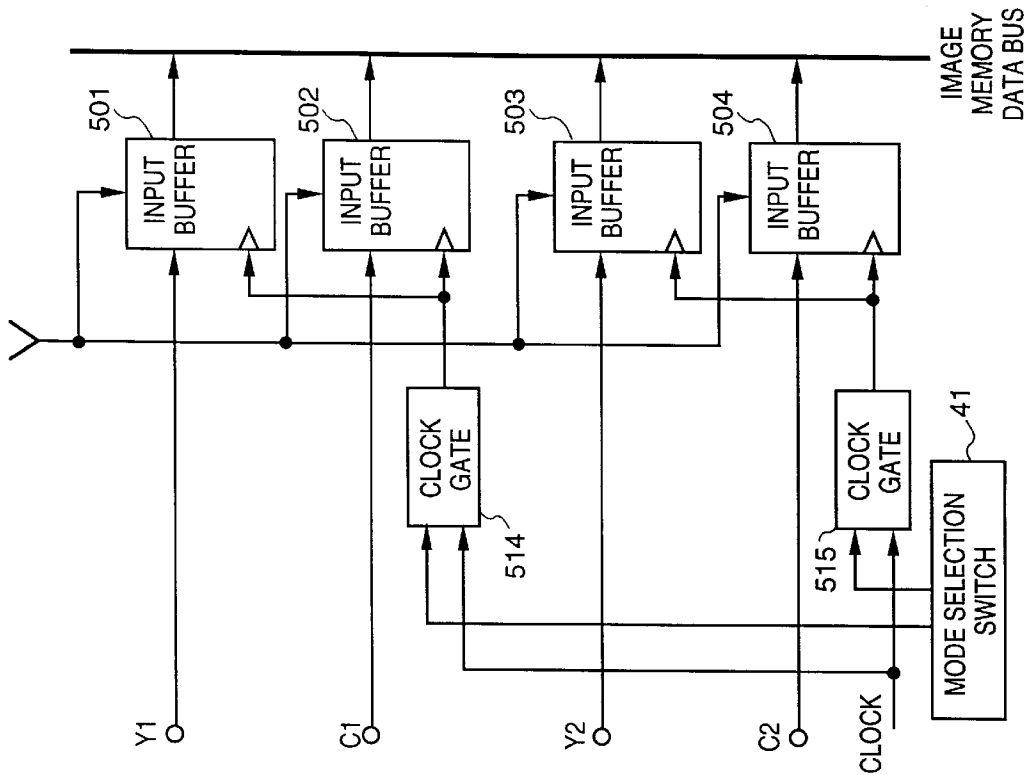 Y1
C1
Y2
C2
CLOCK
501
INPUT
BUFFER
502
INPUT
BUFFER
503
INPUT
BUFFER
504
INPUT
BUFFER
CLOCK
GATE
514
CLOCK
GATE
515
MODE SELECTION
SWITCH
41
IMAGE
MEMORY
DATA BUS